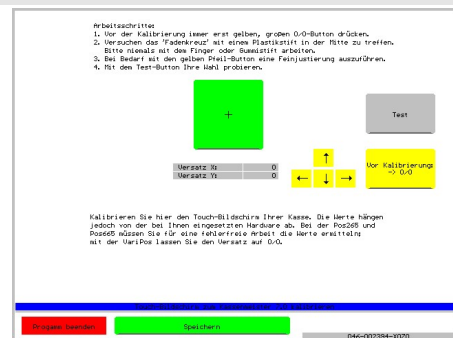 Arbeitsschritte:
1. Vor der Kalibrierung immer erst gelben, großen 0/0-Button drücken.
2. Versuchen das 'Fadenkreuz' mit einem Plastikstift in der Mitte zu treffen.
Bitte niemals mit dem Finger oder Gummistift arbeiten.
3. Bei Bedarf mit den gelben Pfeil-Button eine Feinjustierung auszuführen.
4. Mit dem Test-Button Ihre Wahl probieren.
+
Test
Versatz X: 0
Versatz Y: 0
↑
← ↓ →
Vor Kalibrierung:
-> 0/0
Kalibrieren Sie hier den Touch-Bildschirm Ihrer Kasse. Die Werte hängen
jedoch von der bei Ihnen eingesetzten Hardware ab. Bei der Pos265 und
Pos665 müssen Sie für eine fehlerfreie Arbeit die Werte ermitteln;
mit der VariPos lassen Sie den Versatz auf 0/0.
Programm beenden
Speichern
046-002394-X0Z0